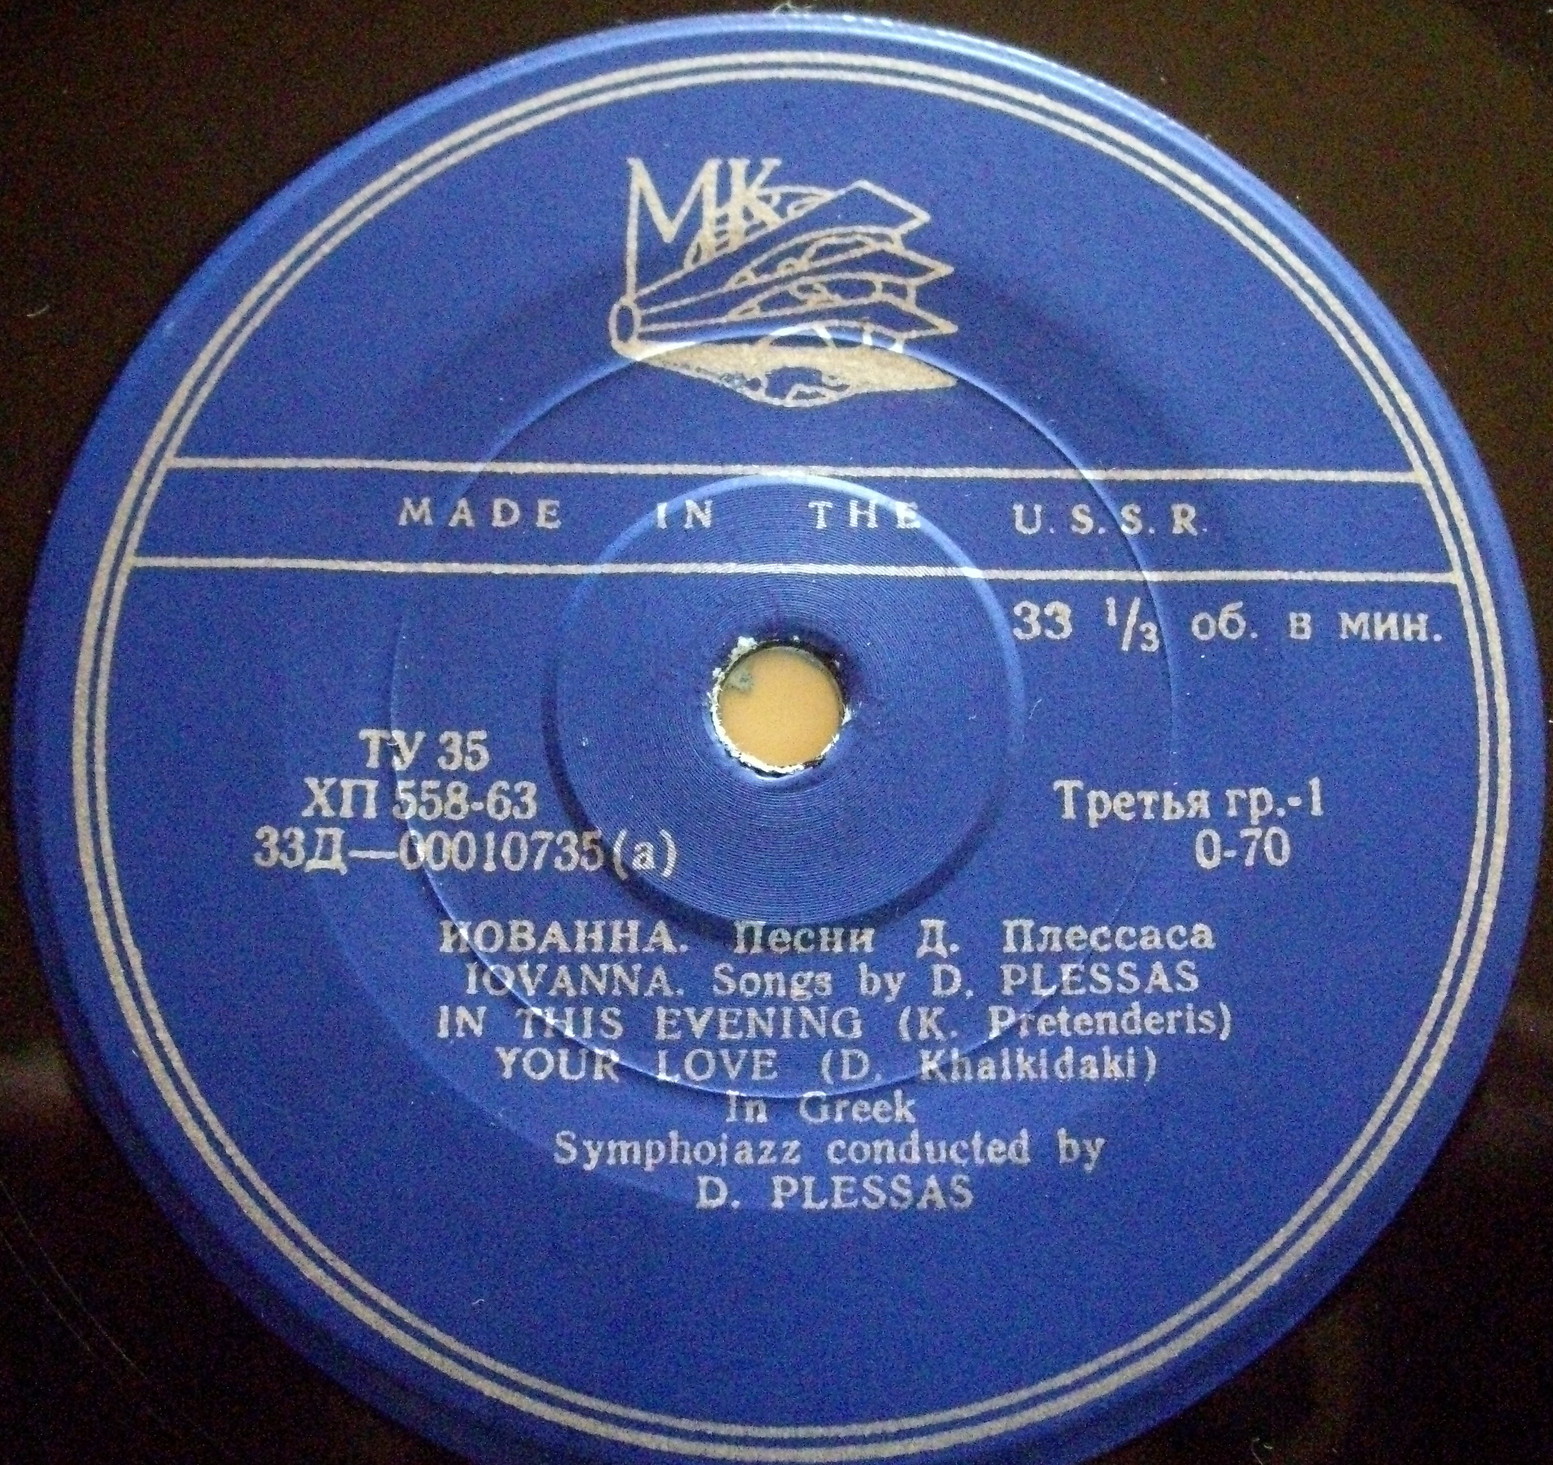 МК
MADE IN THE U.S.S.R.
33 1/3 об. в мин.
ТУ 35
ХП 558-63
33Д—00010735(а)
Третья гр.-1
0-70
ИОВАННА. Песни Д. Плессаса
IOVANNA. Songs by D. PLESSAS
IN THIS EVENING (K. Pretenderis)
YOUR LOVE (D. Khalkidaki)
In Greek
Symphojazz conducted by
D. PLESSAS